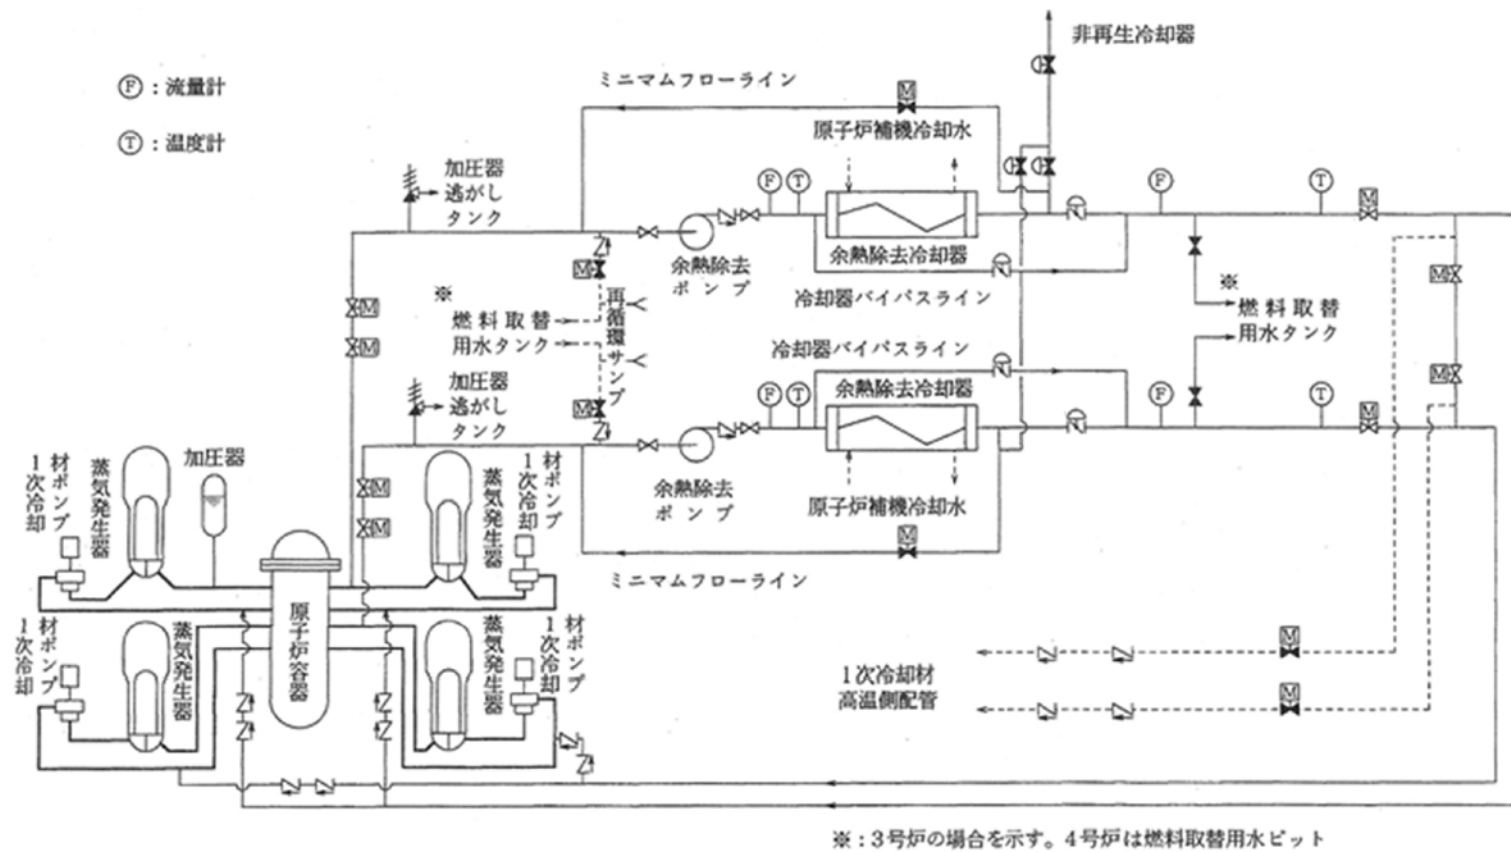 非再生冷却器
Ⓕ：流量計
Ⓣ：温度計
ミニマムフローライン
M
原子炉補機冷却水
加圧器
逃がし
タンク
F T
F
T
M
余熱除去
ポンプ
余熱除去冷却器
M
冷却器バイパスライン
M
※
燃料取替
用水タンク
再循環サンプ
※
燃料取替
用水タンク
M
M
冷却器バイパスライン
加圧器
逃がし
タンク
余熱除去冷却器
M
F T
F
T
M
M
余熱除去
ポンプ
原子炉補機冷却水
M
M
M
ミニマムフローライン
1次冷却
材ポンプ
蒸気発生器
加圧器
蒸気発生器
1次冷却
材ポンプ
原子炉容器
1次冷却
材ポンプ
蒸気発生器
蒸気発生器
1次冷却
材ポンプ
M
1次冷却材
高温側配管
M
※：3号炉の場合を示す。4号炉は燃料取替用水ピット